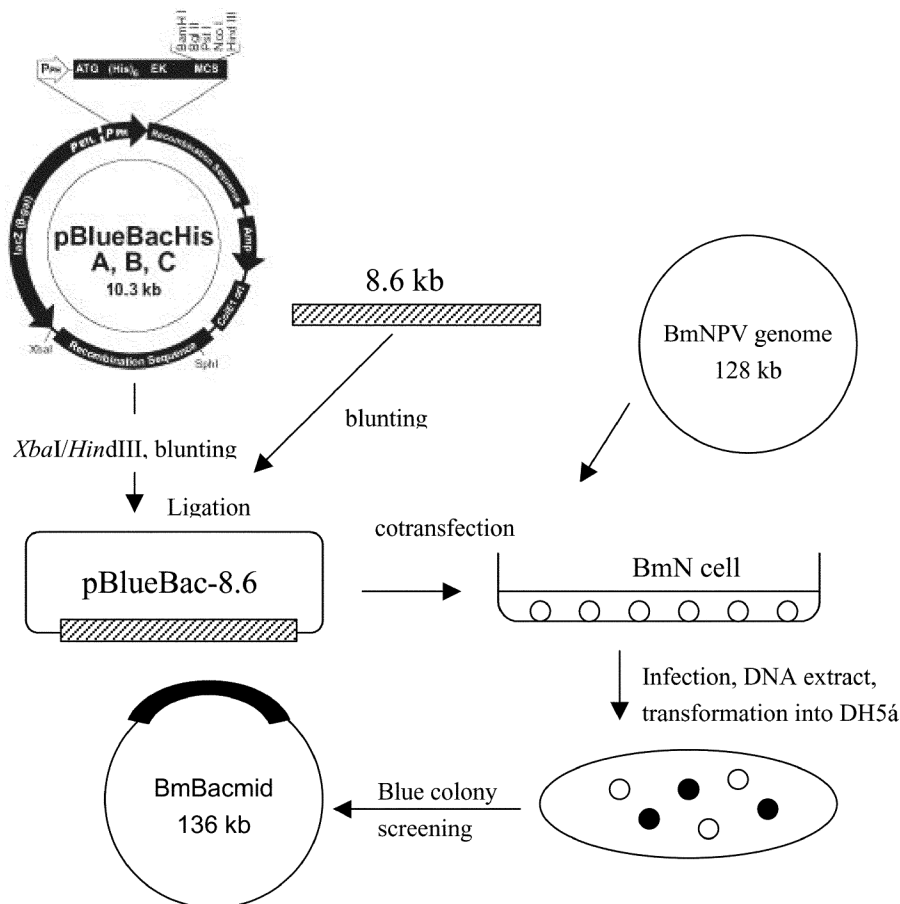 BamH I
Bgl II
Pst I
Nco I
Hind III
PPH ATG (His)6 EK MCS
PETL PPH Recombination Sequence
lacZ (β-gal)
Amp
ColE1 ori
Recombination Sequence
XbaI
SphI
pBlueBacHis
A, B, C
10.3 kb
8.6 kb
BmNPV genome
128 kb
blunting
XbaI/HindIII, blunting
Ligation
cotransfection
pBlueBac-8.6
BmN cell
Infection, DNA extract,
transformation into DH5á
Blue colony
screening
BmBacmid
136 kb